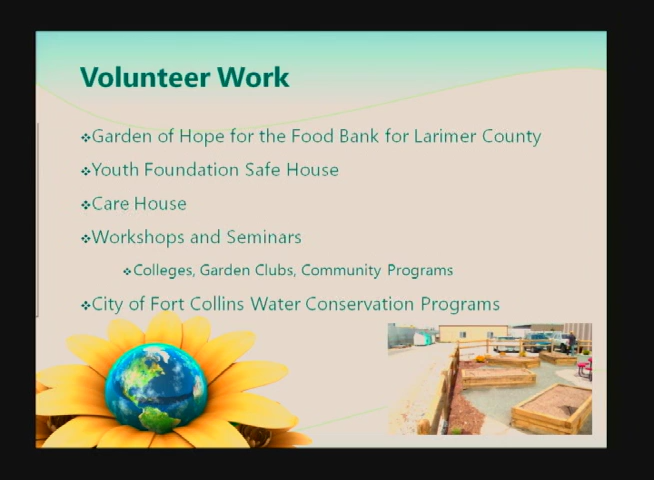 Volunteer Work
❖Garden of Hope for the Food Bank for Larimer County
❖Youth Foundation Safe House
❖Care House
❖Workshops and Seminars
❖Colleges, Garden Clubs, Community Programs
❖City of Fort Collins Water Conservation Programs